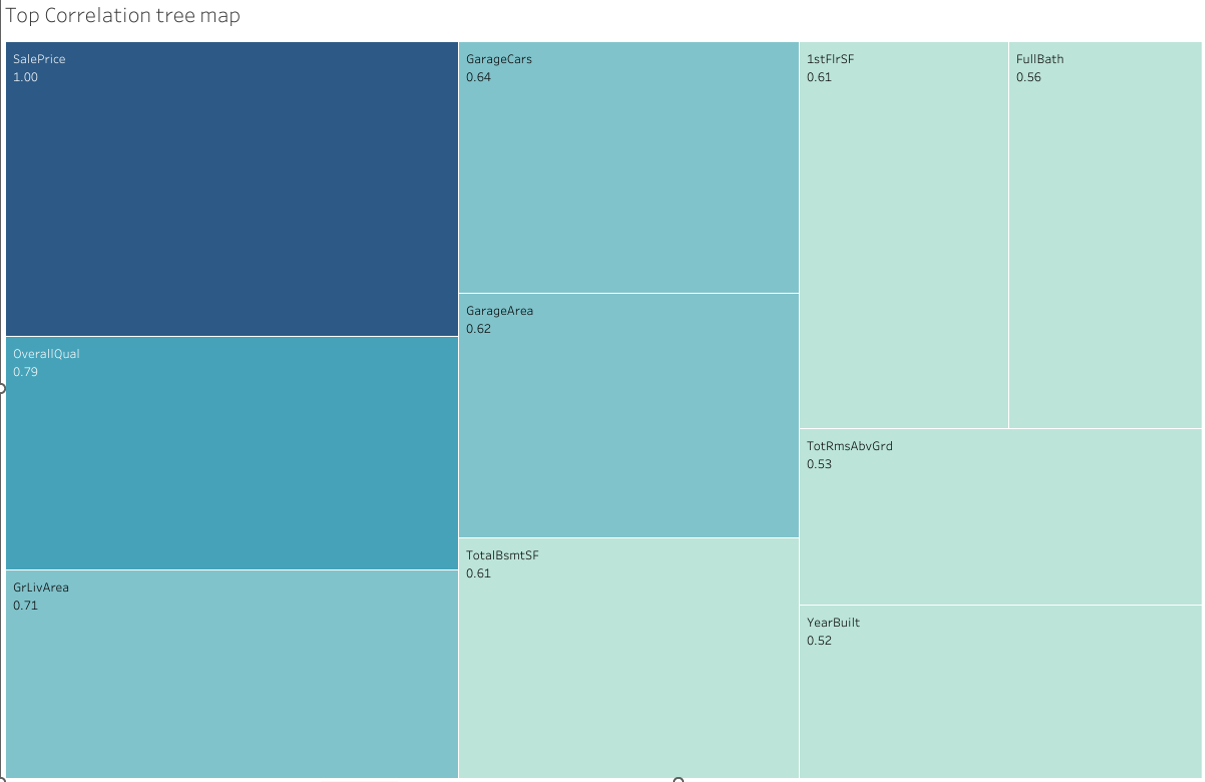 Top Correlation tree map
SalePrice
1.00
OverallQual
0.79
GrLivArea
0.71
GarageCars
0.64
GarageArea
0.62
TotalBsmtSF
0.61
1stFlrSF
0.61
FullBath
0.56
TotRmsAbvGrd
0.53
YearBuilt
0.52